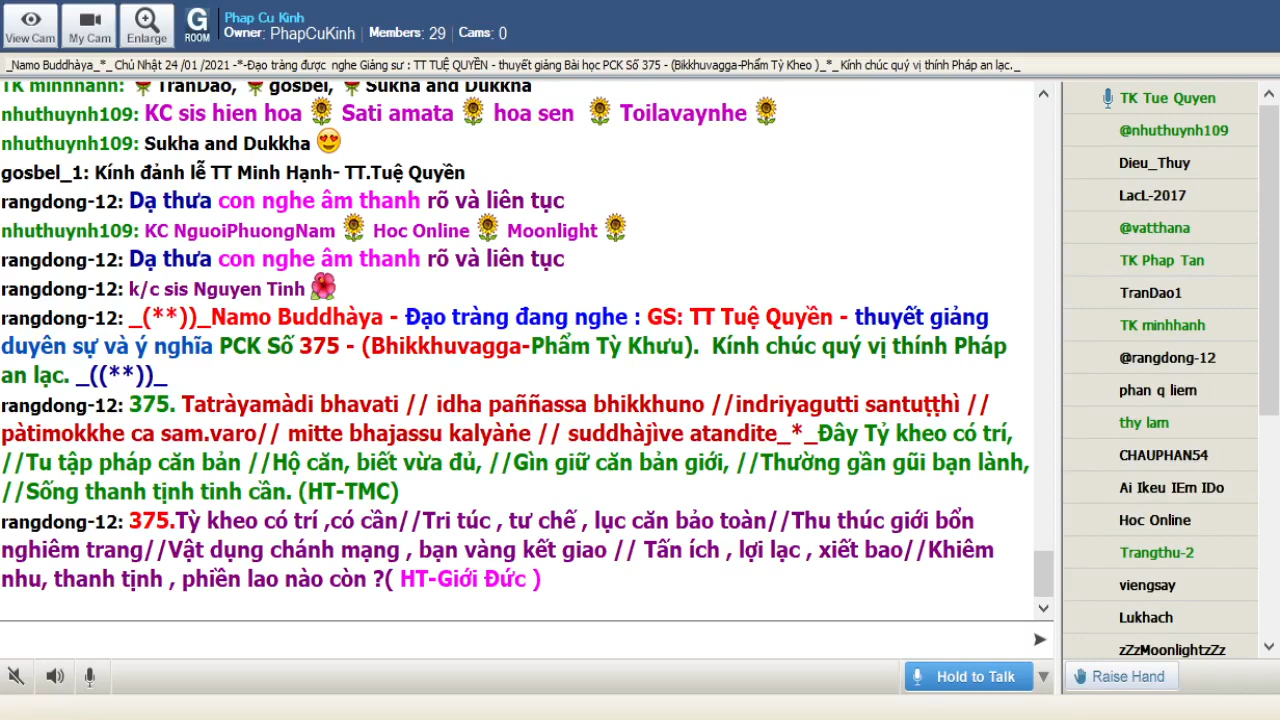 View Cam
My Cam
Enlarge
G
ROOM
Phap Cu Kinh
Owner: PhapCuKinh
Members: 29
Cams: 0
_Namo Buddhàya_*_ Chủ Nhật 24 /01 /2021 -*-Đạo tràng được nghe Giảng sư : TT TUỆ QUYỀN - thuyết giảng Bài học PCK Số 375 - (Bikkhuvagga-Phẩm Tỳ Kheo )_*_ Kính chúc quý vị thính Pháp an lạc._
TK minhhanh: TranDao, gosbel, Sukha and Dukkha
nhuthuynh109: KC sis hien hoa Sati amata hoa sen Toilavaynhe
nhuthuynh109: Sukha and Dukkha
gosbel_1: Kính đảnh lễ TT Minh Hạnh- TT.Tuệ Quyền
rangdong-12: Dạ thưa con nghe âm thanh rõ và liên tục
nhuthuynh109: KC NguoiPhuongNam Hoc Online Moonlight
rangdong-12: Dạ thưa con nghe âm thanh rõ và liên tục
rangdong-12: k/c sis Nguyen Tinh
rangdong-12: _(**))_Namo Buddhàya - Đạo tràng đang nghe : GS: TT Tuệ Quyền - thuyết giảng
duyên sự và ý nghĩa PCK Số 375 - (Bhikkhuvagga-Phẩm Tỳ Khưu). Kính chúc quý vị thính Pháp
an lạc. _((**))_
rangdong-12: 375. Tatràyamàdi bhavati // idha paññassa bhikkhuno //indriyagutti santuṭṭhì //
pàtimokkhe ca sam.varo// mitte bhajassu kalyàṅe // suddhàjìve atandite_*_Đây Tỷ kheo có trí,
//Tu tập pháp căn bản //Hộ căn, biết vừa đủ, //Gìn giữ căn bản giới, //Thường gần gũi bạn lành,
//Sống thanh tịnh tinh cần. (HT-TMC)
rangdong-12: 375.Tỳ kheo có trí ,có cần//Tri túc , tư chế , lục căn bảo toàn//Thu thúc giới bổn
nghiêm trang//Vật dụng chánh mạng , bạn vàng kết giao // Tấn ích , lợi lạc , xiết bao//Khiêm
nhu, thanh tịnh , phiền lao nào còn ?( HT-Giới Đức )
TK Tue Quyen
@nhuthuynh109
Dieu_Thuy
LacL-2017
@vatthana
TK Phap Tan
TranDao1
TK minhhanh
@rangdong-12
phan q liem
thy lam
CHAUPHAN54
Ai Ikeu IEm IDo
Hoc Online
Trangthu-2
viengsay
Lukhach
zZzMoonlightzZz
Hold to Talk
Raise Hand